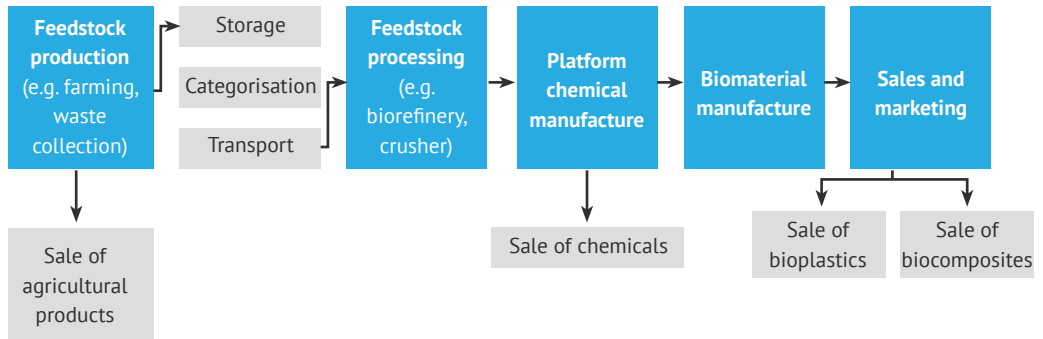 Feedstock
production
(e.g. farming,
waste
collection)
Storage
Categorisation
Transport
Feedstock
processing
(e.g.
biorefinery,
crusher)
Platform
chemical
manufacture
Biomaterial
manufacture
Sales and
marketing
Sale of
agricultural
products
Sale of chemicals
Sale of
bioplastics
Sale of
biocomposites